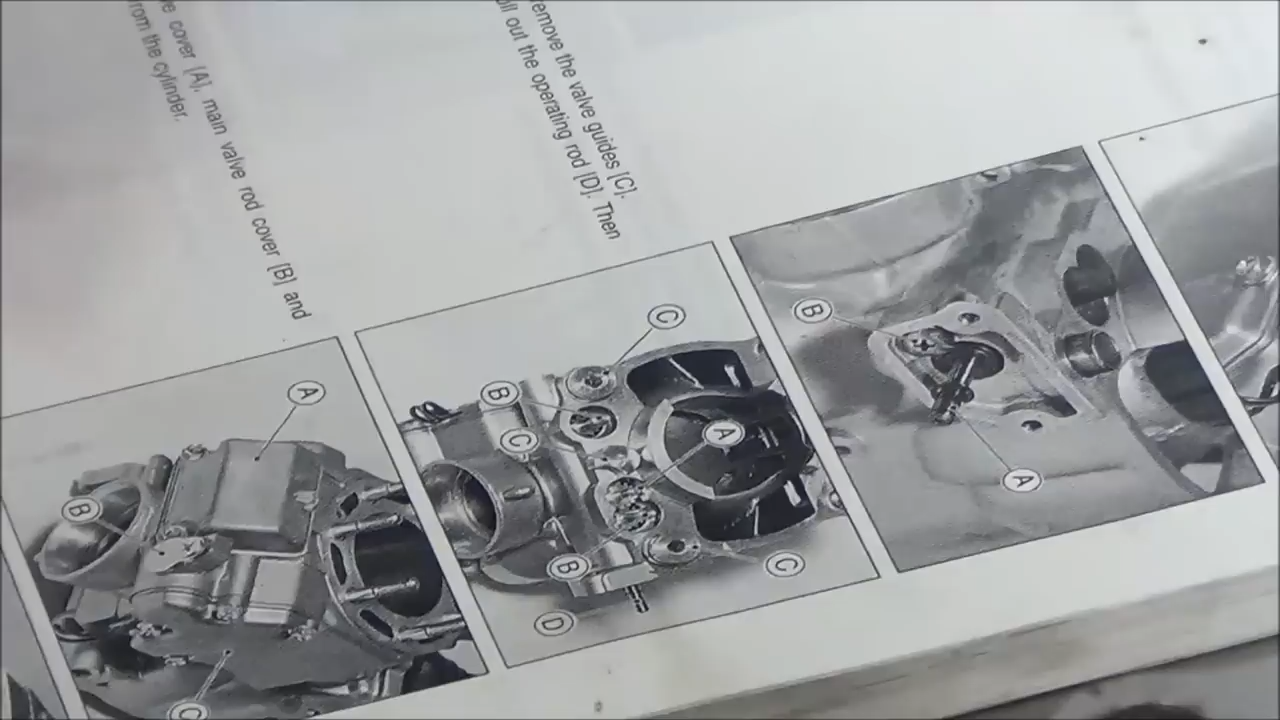 emove the valve guides [C].
ll out the operating rod [D]. Then
e cover [A], main valve rod cover [B] and
rom the cylinder.
B
A
C
B
C
A
B
C
D
A
B
C